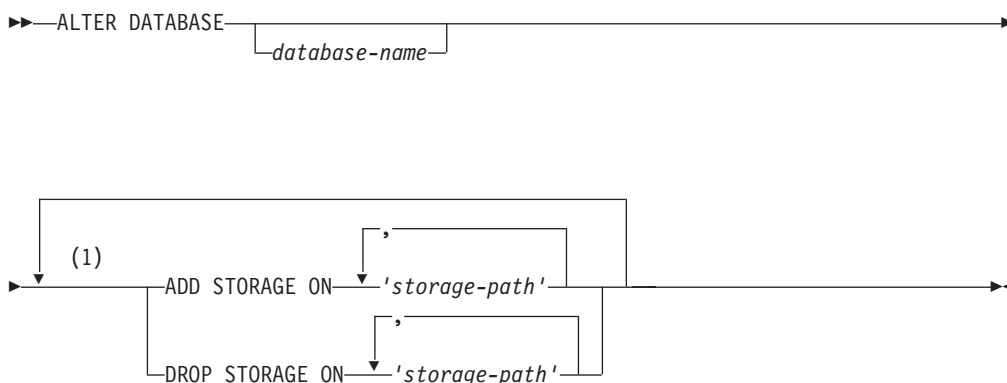 ALTER DATABASE
database-name
,
(1)
ADD STORAGE ON 'storage-path'
,
DROP STORAGE ON 'storage-path'